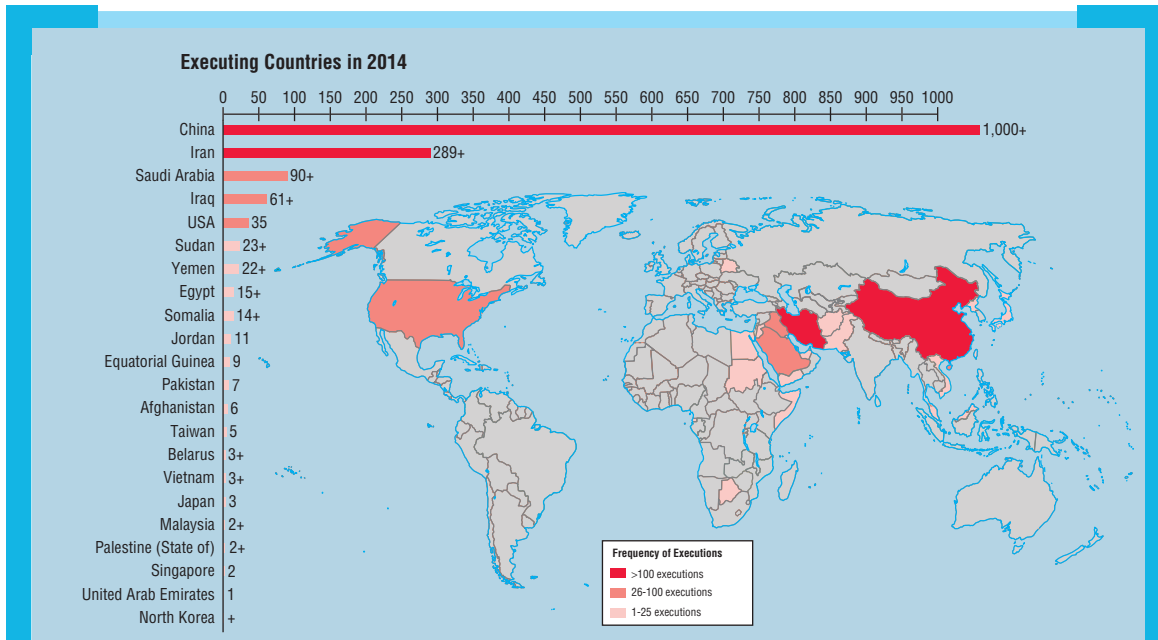 Executing Countries in 2014
0 50 100 150 200 250 300 350 400 450 500 550 600 650 700 750 800 850 900 950 1000
China 1,000+
Iran 289+
Saudi Arabia 90+
Iraq 61+
USA 35
Sudan 23+
Yemen 22+
Egypt 15+
Somalia 14+
Jordan 11
Equatorial Guinea 9
Pakistan 7
Afghanistan 6
Taiwan 5
Belarus 3+
Vietnam 3+
Japan 3
Malaysia 2+
Palestine (State of) 2+
Singapore 2
United Arab Emirates 1
North Korea +
Frequency of Executions
>100 executions
26-100 executions
1-25 executions